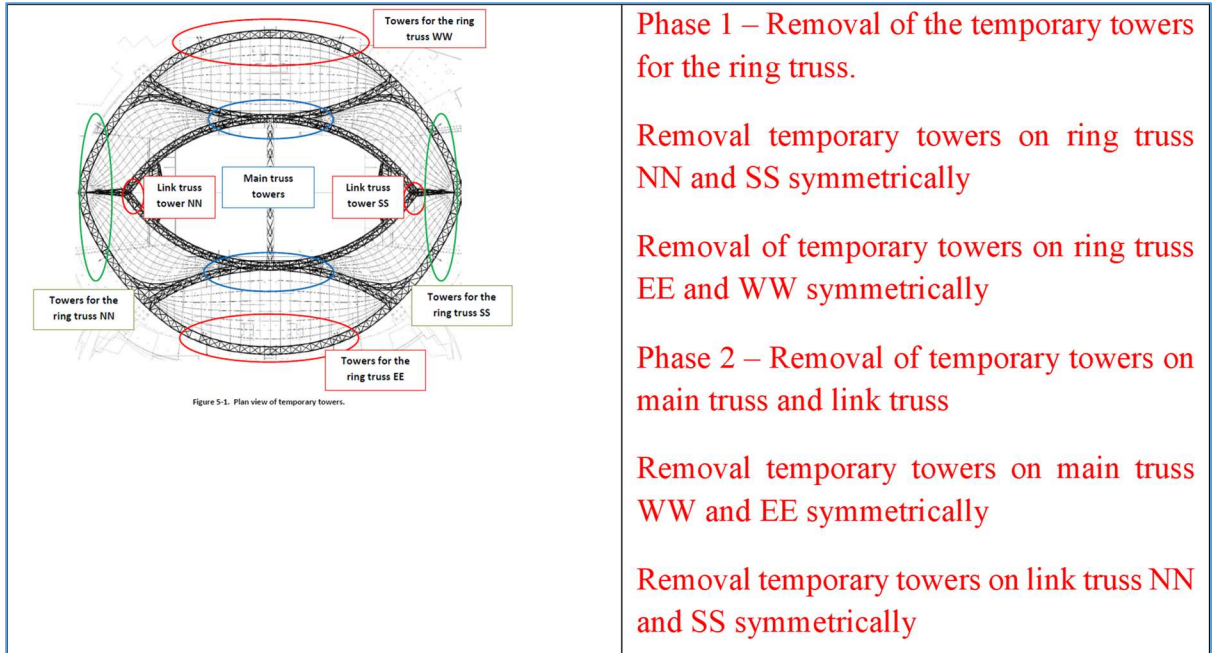 Towers for the ring
truss WW
Link truss
tower NN
Main truss
towers
Link truss
tower SS
Towers for the
ring truss NN
Towers for the
ring truss SS
Towers for the
ring truss EE
Figure 5-1. Plan view of temporary towers.
Phase 1 – Removal of the temporary towers
for the ring truss.
Removal temporary towers on ring truss
NN and SS symmetrically
Removal of temporary towers on ring truss
EE and WW symmetrically
Phase 2 – Removal of temporary towers on
main truss and link truss
Removal temporary towers on main truss
WW and EE symmetrically
Removal temporary towers on link truss NN
and SS symmetrically